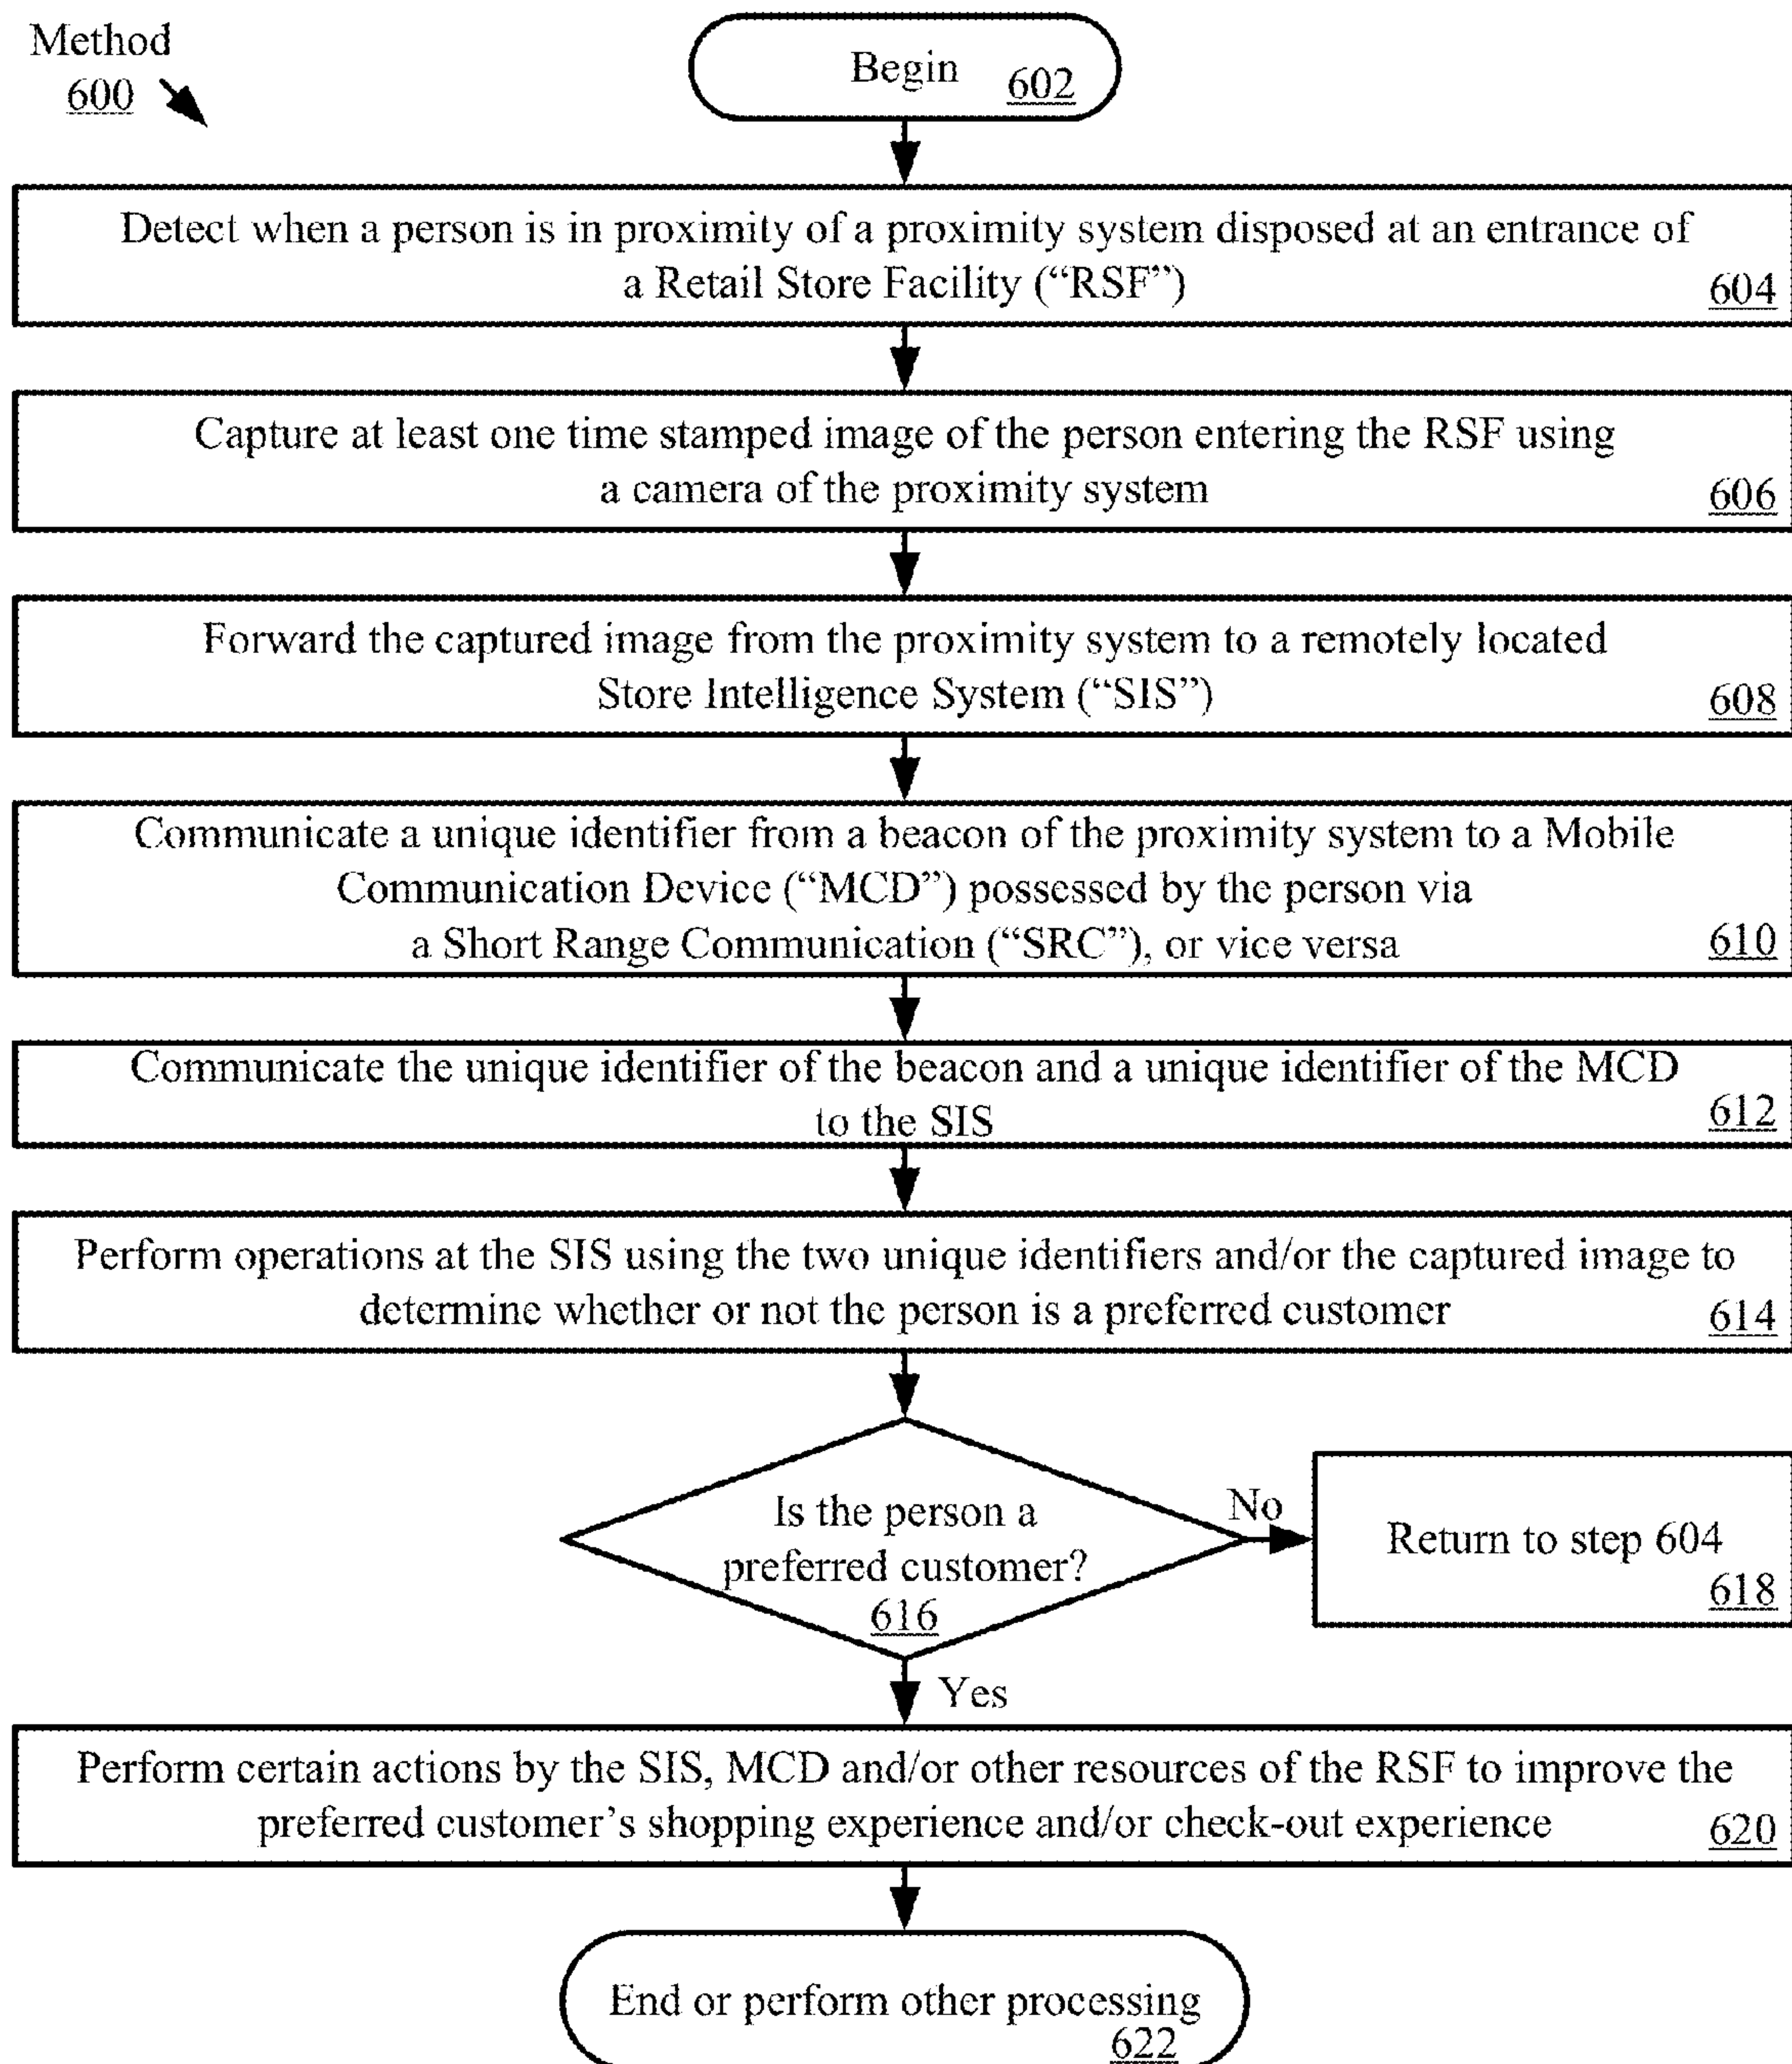 Method
600
Begin
602
Detect when a person is in proximity of a proximity system disposed at an entrance of
a Retail Store Facility (“RSF”)
604
Capture at least one time stamped image of the person entering the RSF using
a camera of the proximity system
606
Forward the captured image from the proximity system to a remotely located
Store Intelligence System (“SIS”)
608
Communicate a unique identifier from a beacon of the proximity system to a Mobile
Communication Device (“MCD”) possessed by the person via
a Short Range Communication (“SRC”), or vice versa
610
Communicate the unique identifier of the beacon and a unique identifier of the MCD
to the SIS
612
Perform operations at the SIS using the two unique identifiers and/or the captured image to
determine whether or not the person is a preferred customer
614
Is the person a
preferred customer?
616
No
Return to step 604
618
Yes
Perform certain actions by the SIS, MCD and/or other resources of the RSF to improve the
preferred customer’s shopping experience and/or check-out experience
620
End or perform other processing
622